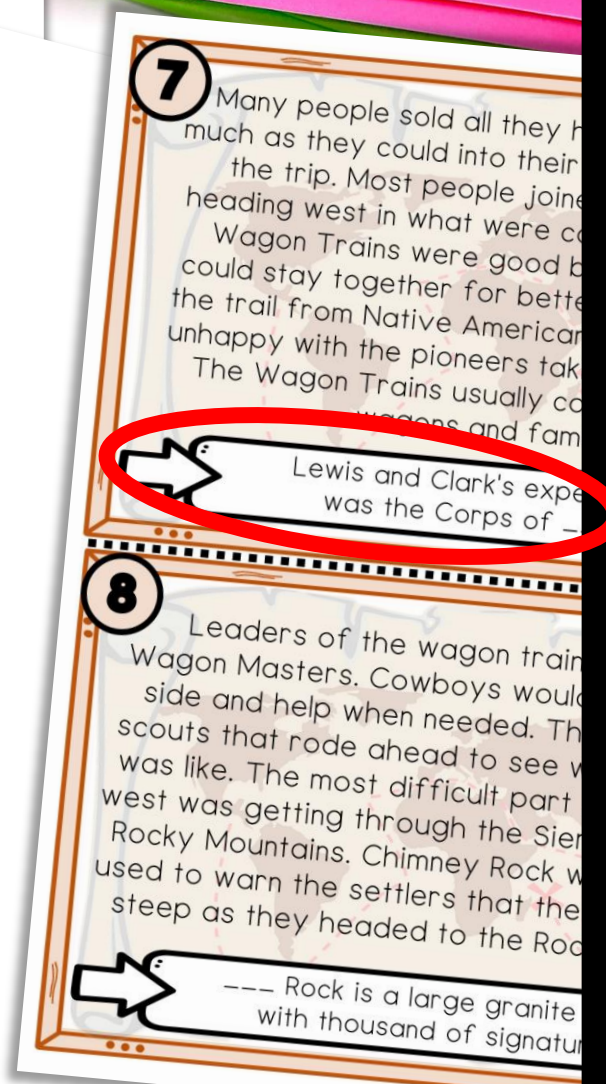 7
Many people sold all they h
much as they could into their
the trip. Most people joine
heading west in what were c
Wagon Trains were good b
could stay together for bette
the trail from Native American
unhappy with the pioneers tak
The Wagon Trains usually co
wagons and fam
Lewis and Clark's expe
was the Corps of _
8
Leaders of the wagon train
Wagon Masters. Cowboys would
side and help when needed. Th
scouts that rode ahead to see w
was like. The most difficult part
west was getting through the Sier
Rocky Mountains. Chimney Rock w
used to warn the settlers that the
steep as they headed to the Roc
--- Rock is a large granite
with thousand of signatur